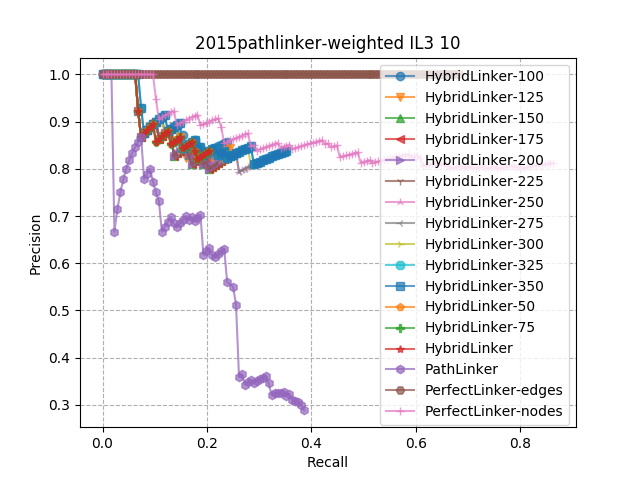 2015pathlinker-weighted IL3 10
Precision
1.0
0.9
0.8
0.7
0.6
0.5
0.4
0.3
HybridLinker-100
HybridLinker-125
HybridLinker-150
HybridLinker-175
HybridLinker-200
HybridLinker-225
HybridLinker-250
HybridLinker-275
HybridLinker-300
HybridLinker-325
HybridLinker-350
HybridLinker-50
HybridLinker-75
HybridLinker
PathLinker
PerfectLinker-edges
PerfectLinker-nodes
0.0 0.2 0.4 0.6 0.8
Recall